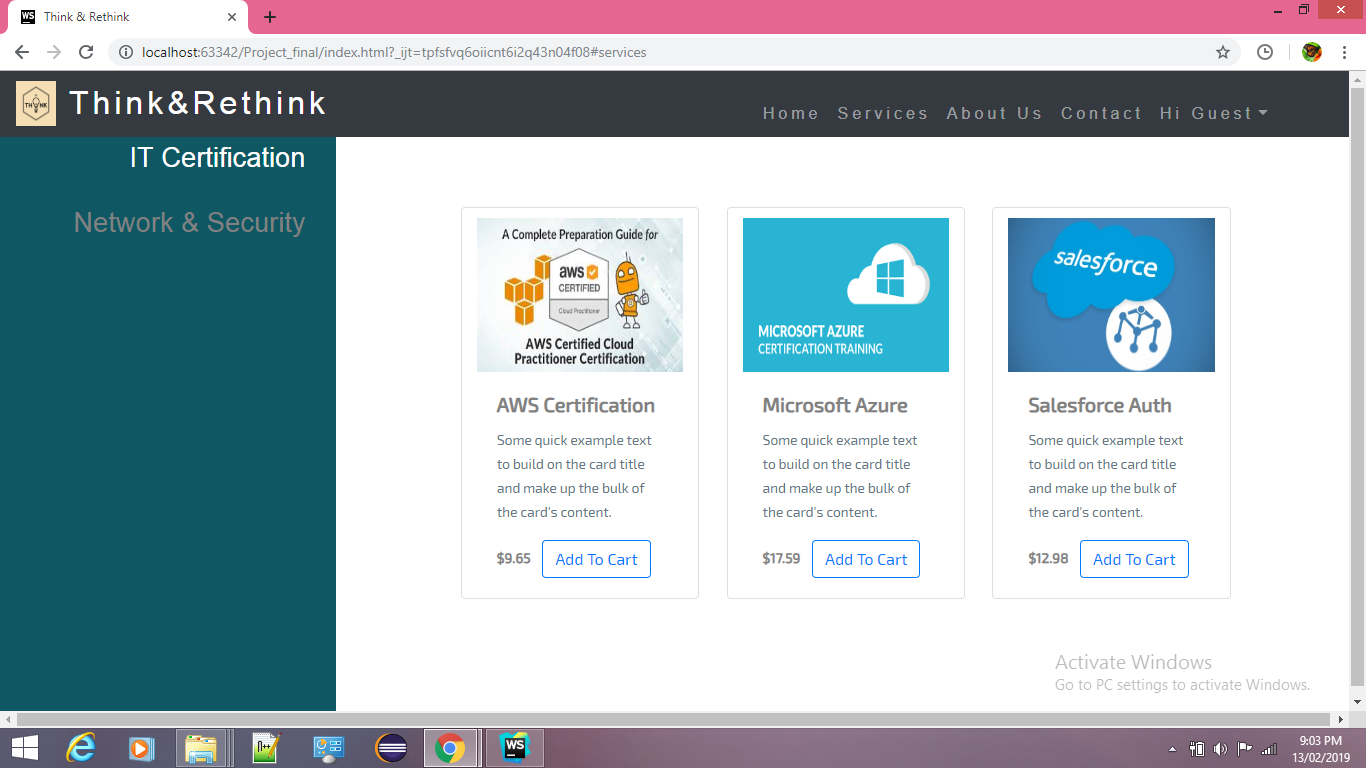 Think & Rethink
localhost:63342/Project_final/index.html?_ijt=tpfsfvq6oiicnt6i2q43n04f08#services
THINK
Think&Rethink
Home Services About Us Contact Hi Guest
IT Certification
Network & Security
A Complete Preparation Guide for
aws
CERTIFIED
Cloud Practitioner
AWS Certified Cloud
Practitioner Certification
AWS Certification
Some quick example text
to build on the card title
and make up the bulk of
the card's content.
$9.65 Add To Cart
MICROSOFT AZURE
CERTIFICATION TRAINING
Microsoft Azure
Some quick example text
to build on the card title
and make up the bulk of
the card's content.
$17.59 Add To Cart
salesforce
Salesforce Auth
Some quick example text
to build on the card title
and make up the bulk of
the card's content.
$12.98 Add To Cart
Activate Windows
Go to PC settings to activate Windows.
WS
9:03 PM
13/02/2019